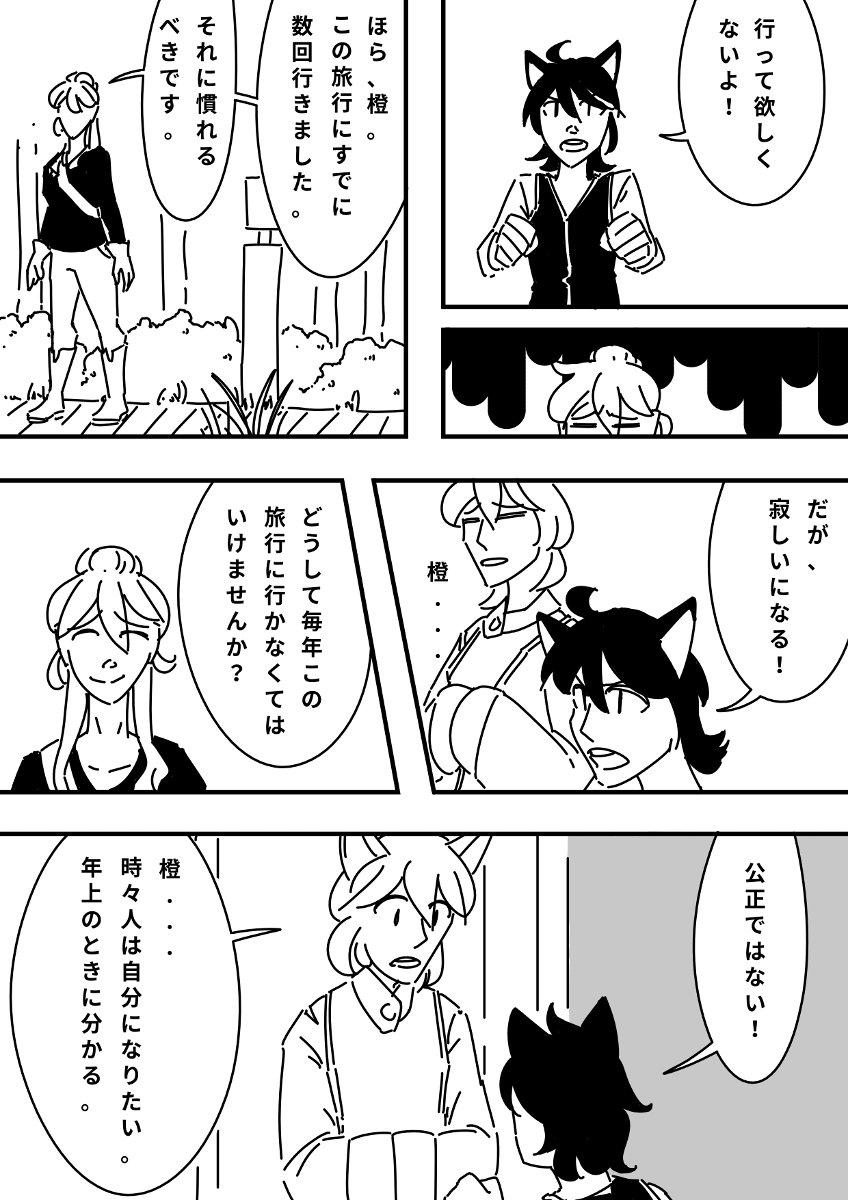 行って欲しく
ないよ！
ほら、橙。
この旅行にすでに
数回行きました。
それに慣れる
べきです。
だが、
寂しいになる！
橙．．．．
どうして毎年この
旅行に行かなくては
いけませんか？
公正ではない！
橙．．．
時々人は自分になりたい。
年上のときに分かる。